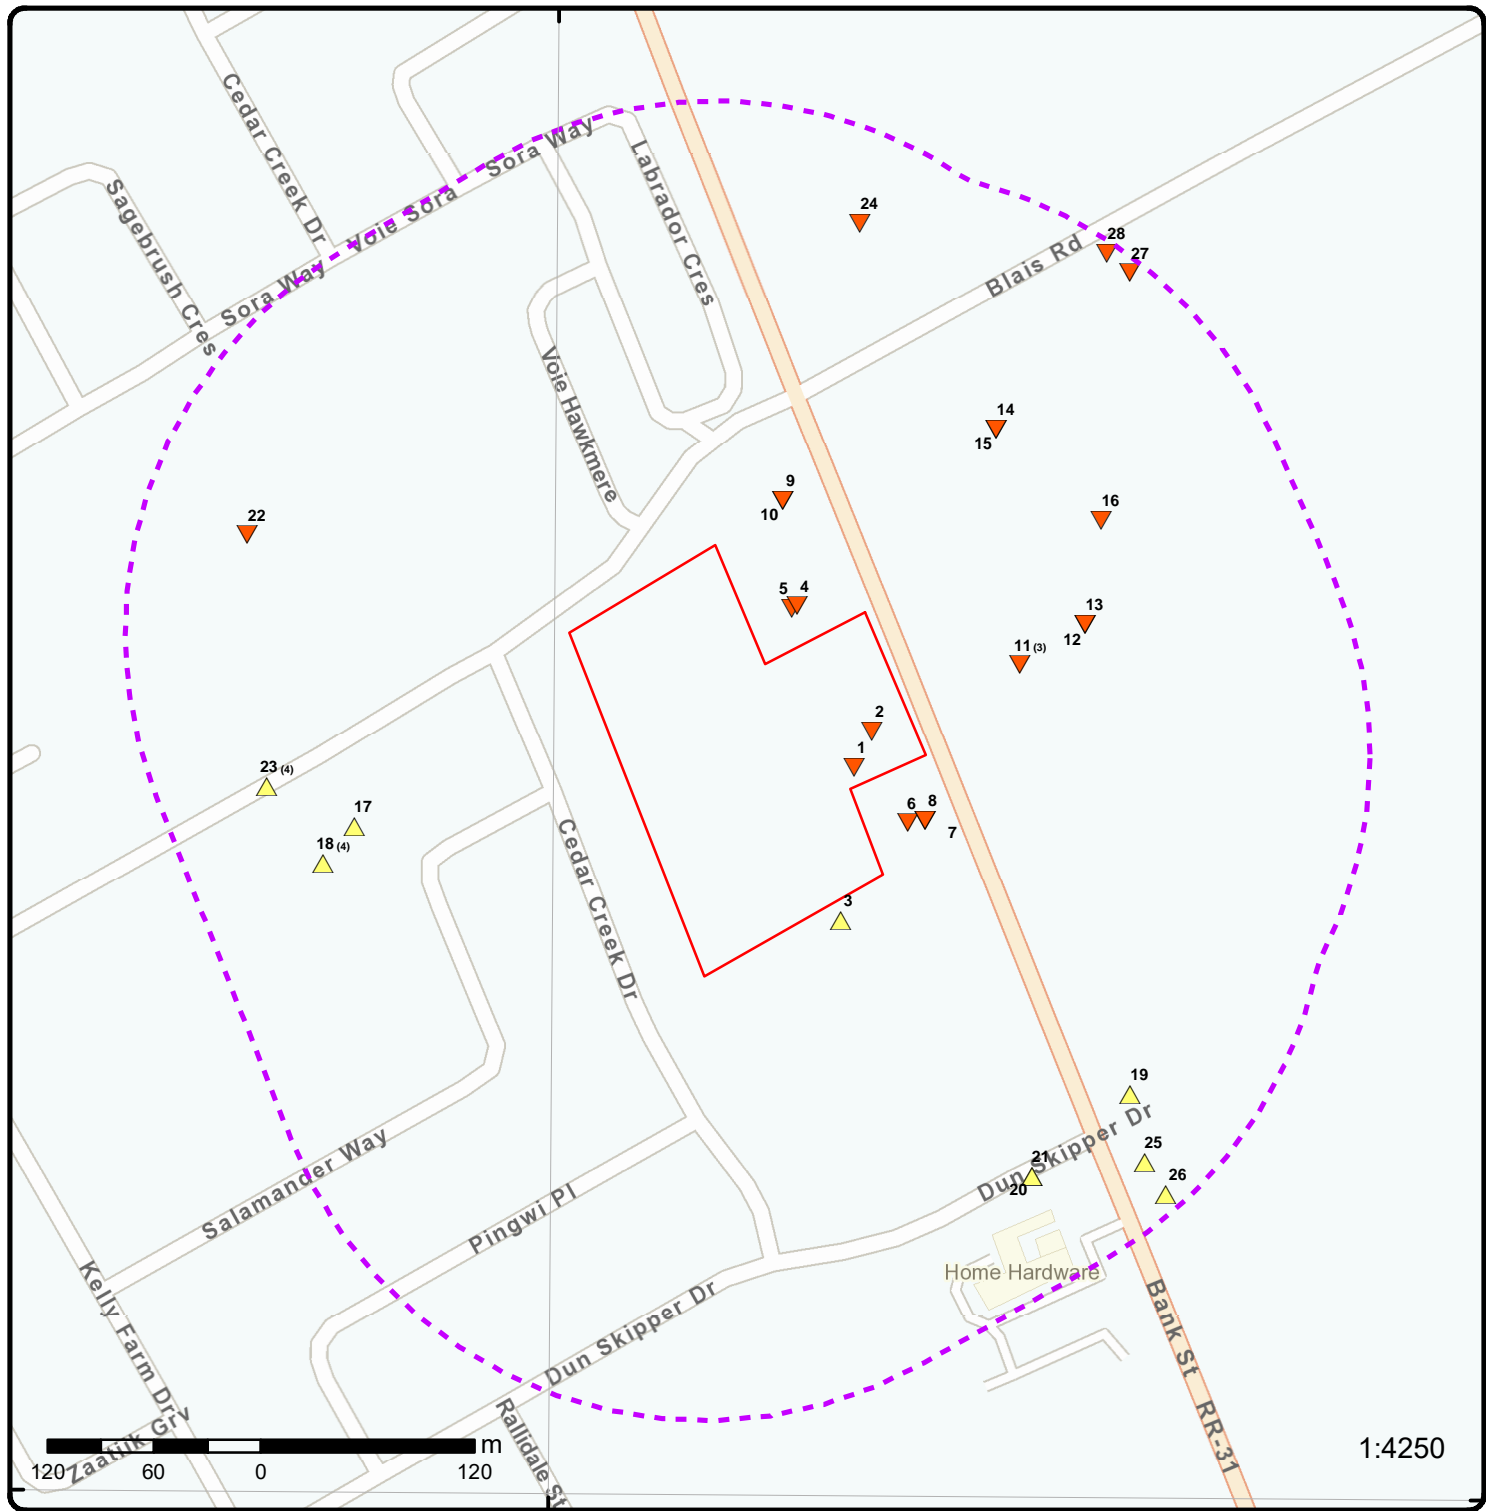 Cedar Creek Dr
Sora Way
Labrador Cres
Sagebrush Cres
Voie Sora
24
28
27
Blais Rd
Sora Way
Voie Hawkmere
14
15
9
10
16
22
5 4
13
12
11 (3)
2
1
23 (4)
17
18 (4)
6 8
7
Cedar Creek Dr
3
19
Dun Skipper Dr
21
20
25
26
Salamander Way
Pingwi Pl
Home Hardware
Kelly Farm Drv
Dun Skipper Dr
Bank St
RR-31
Rallidale St
Zaatiik Gr
m
120 60 0 120
1:4250